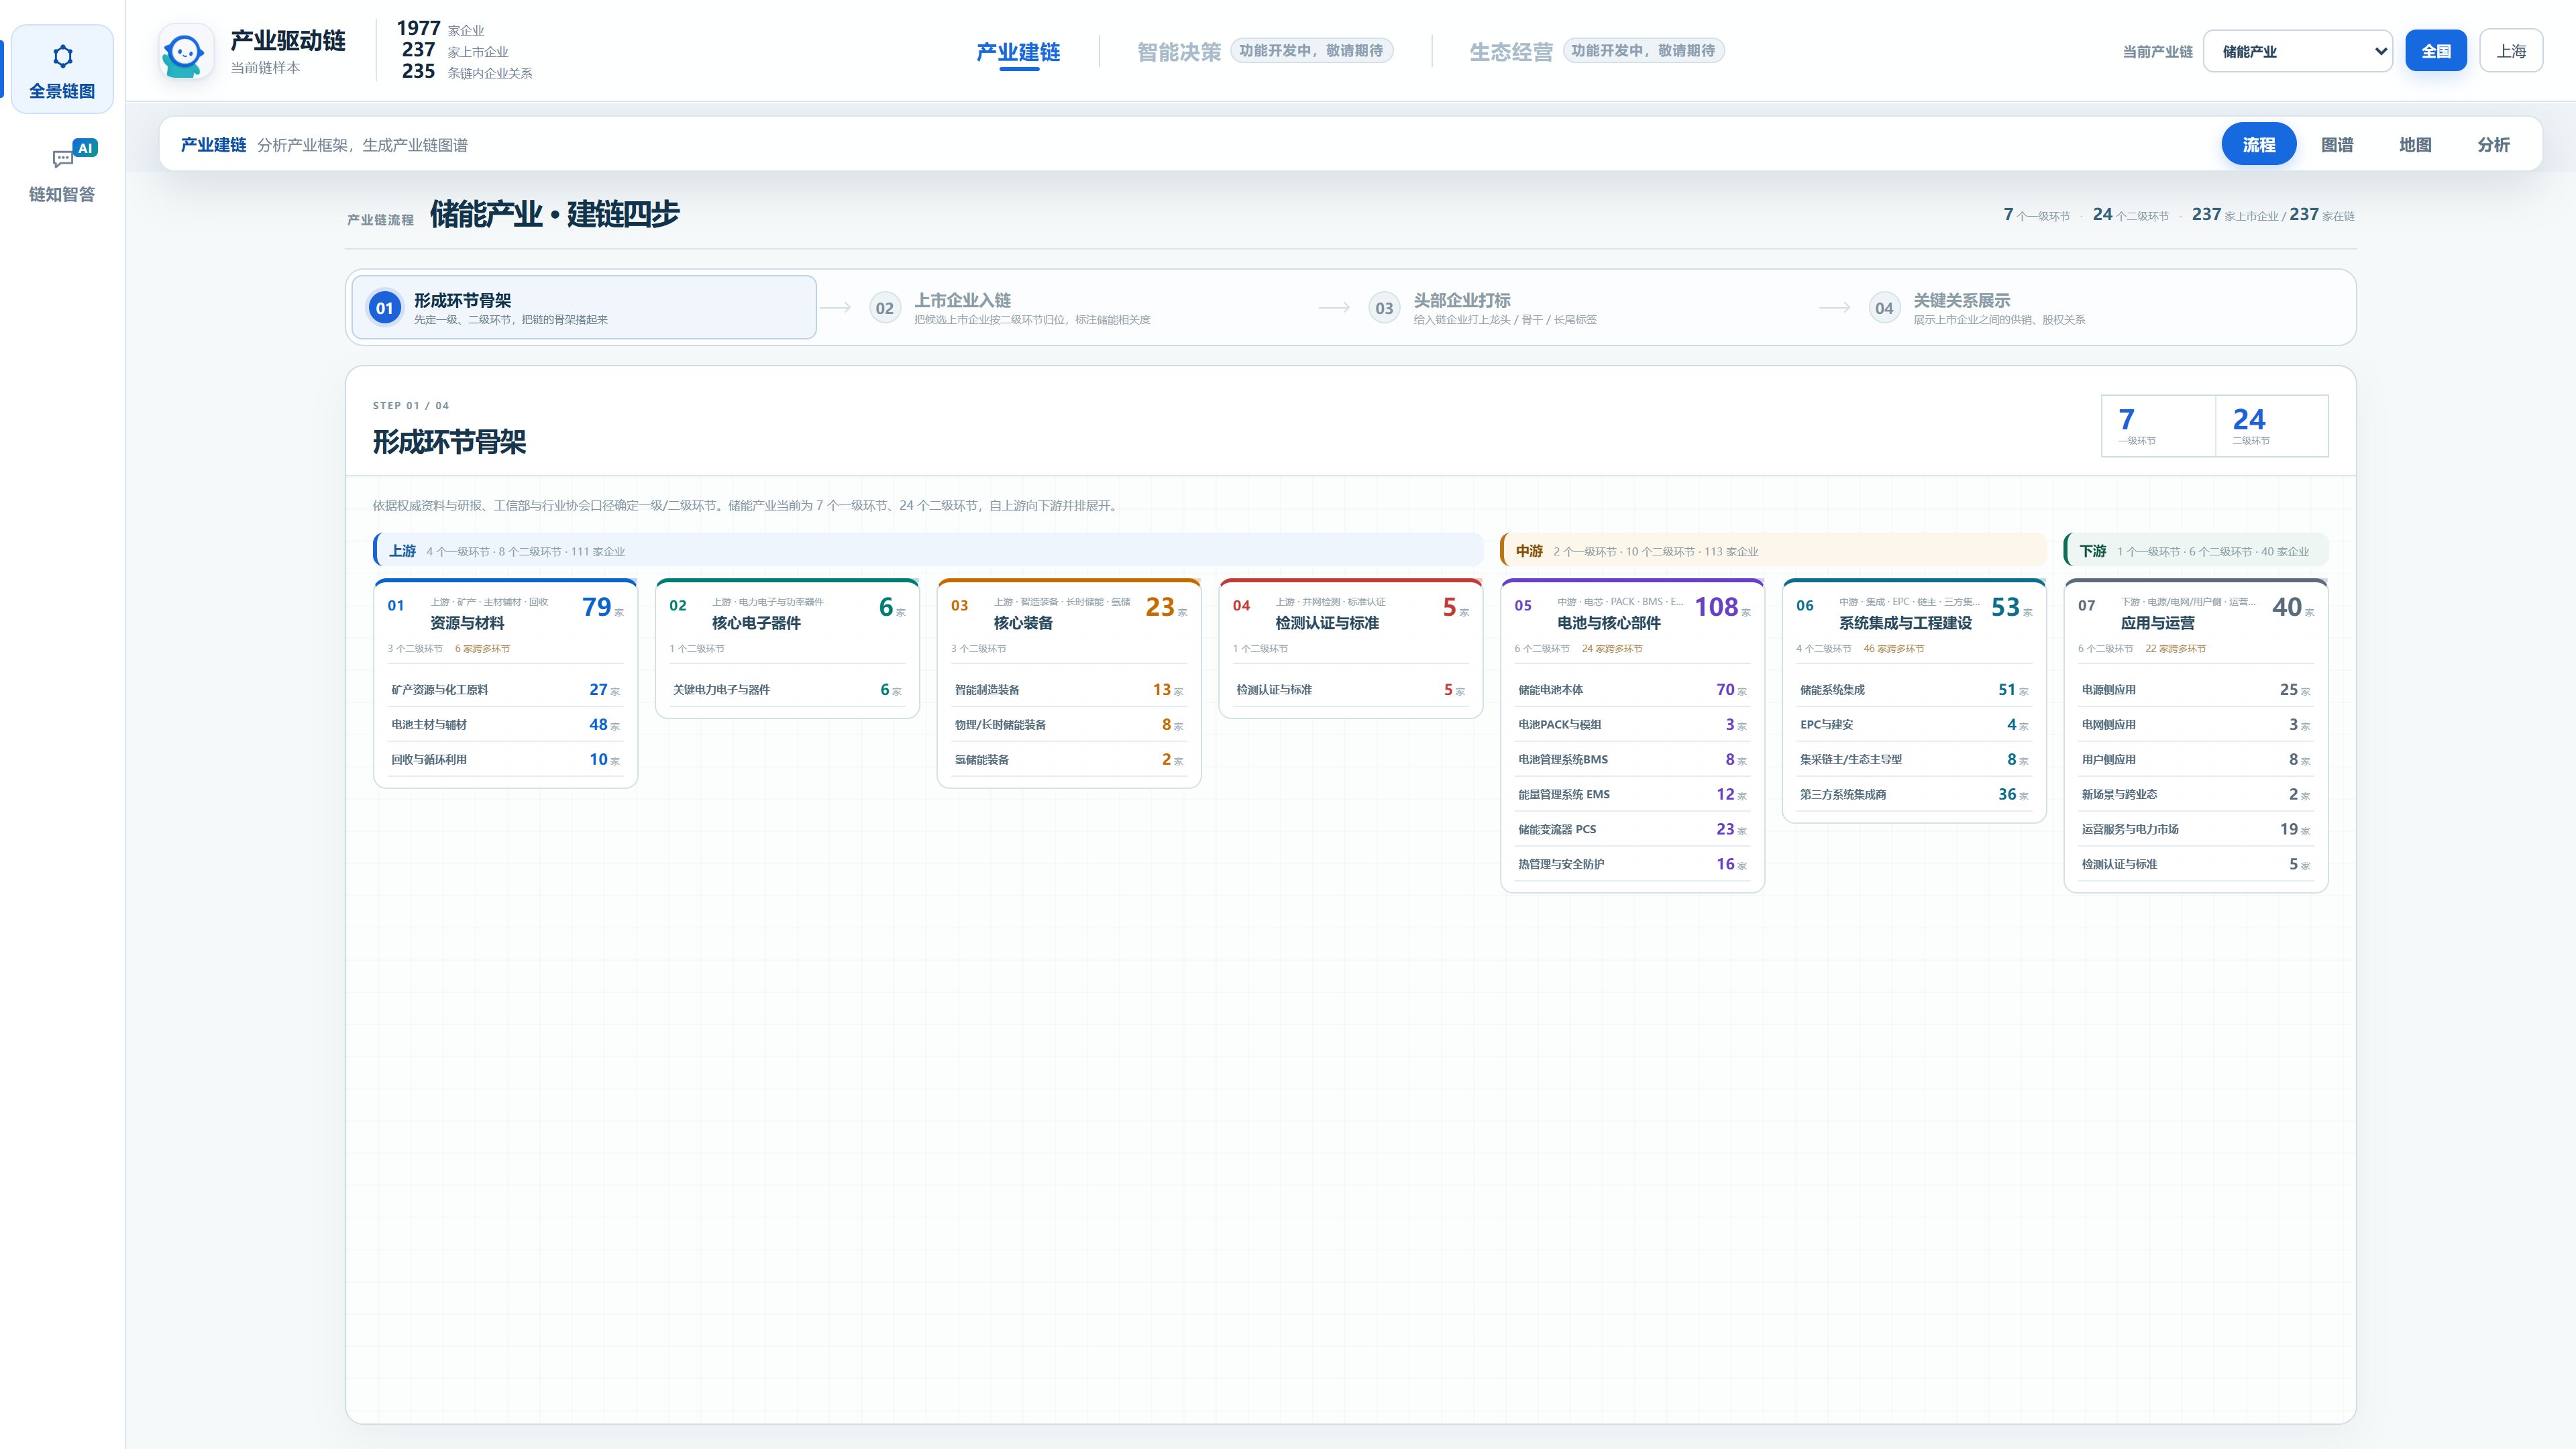 全景链图
AI
链知智答
产业驱动链
当前链样本
1977 家企业
237 家上市企业
235 条链内企业关系
产业建链
智能决策 功能开发中，敬请期待
生态经营 功能开发中，敬请期待
当前产业链 储能产业 全国 上海
产业建链 分析产业框架，生成产业链图谱
流程 图谱 地图 分析
产业链流程 储能产业 • 建链四步
7 个一级环节 · 24 个二级环节 · 237 家上市企业 / 237 家在链
01 形成环节骨架
先定一级、二级环节，把链的骨架搭起来
02 上市企业入链
把候选上市企业按二级环节归位，标注储能相关度
03 头部企业打标
给入链企业打上龙头 / 骨干 / 长尾标签
04 关键关系展示
展示上市企业之间的供销、股权关系
STEP 01 / 04
形成环节骨架
7 一级环节
24 二级环节
依据权威资料与研报、工信部与行业协会口径确定一级/二级环节。储能产业当前为 7 个一级环节、24 个二级环节，自上游向下游并排展开。
上游 4 个一级环节 · 8 个二级环节 · 111 家企业
中游 2 个一级环节 · 10 个二级环节 · 113 家企业
下游 1 个一级环节 · 6 个二级环节 · 40 家企业
01 上游 · 矿产 · 主材辅材 · 回收 79 家
资源与材料
3 个二级环节 6 家跨多环节
矿产资源与化工原料 27 家
电池主材与辅材 48 家
回收与循环利用 10 家
02 上游 · 电力电子与功率器件 6 家
核心电子器件
1 个二级环节
关键电力电子与器件 6 家
03 上游 · 智造装备 · 长时储能 · 氢储 23 家
核心装备
3 个二级环节
智能制造装备 13 家
物理/长时储能装备 8 家
氢储能装备 2 家
04 上游 · 并网检测 · 标准认证 5 家
检测认证与标准
1 个二级环节
检测认证与标准 5 家
05 中游 · 电芯 · PACK · BMS · E... 108 家
电池与核心部件
6 个二级环节 24 家跨多环节
储能电池本体 70 家
电池PACK与模组 3 家
电池管理系统BMS 8 家
能量管理系统 EMS 12 家
储能变流器 PCS 23 家
热管理与安全防护 16 家
06 中游 · 集成 · EPC · 链主 · 三方集... 53 家
系统集成与工程建设
4 个二级环节 46 家跨多环节
储能系统集成 51 家
EPC与建安 4 家
集采链主/生态主导型 8 家
第三方系统集成商 36 家
07 下游 · 电源/电网/用户侧 · 运营... 40 家
应用与运营
6 个二级环节 22 家跨多环节
电源侧应用 25 家
电网侧应用 3 家
用户侧应用 8 家
新场景与跨业态 2 家
运营服务与电力市场 19 家
检测认证与标准 5 家